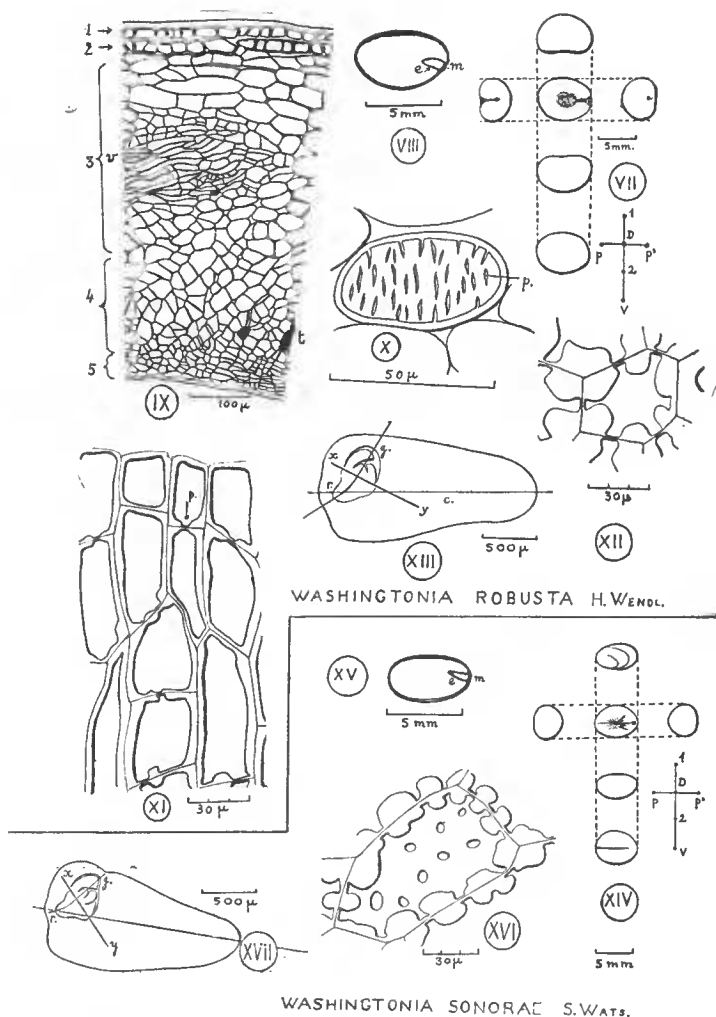 1
2
3
v
4
t
5
IX
100µ
e
m
5mm
VIII
5mm.
VII
1
D
P
P'
2
V
p.
X
50µ
30µ
XII
x
g.
r.
c.
y
500µ
XIII
WASHINGTONIA ROBUSTA H. WENDL.
p.
XI
30µ
XV
e
m
5 mm
1
D
P
P'
2
V
XIV
5 mm
XVI
30µ
x
g.
r.
y
500µ
XVII
WASHINGTONIA SONORAE S. WATS.